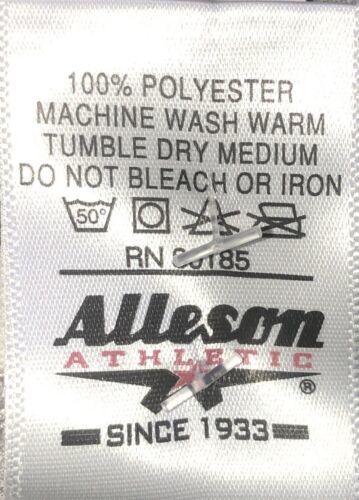 100% POLYESTER
MACHINE WASH WARM
TUMBLE DRY MEDIUM
DO NOT BLEACH OR IRON
50°
RN
Alleson
ATHLETIC
®
SINCE 1933